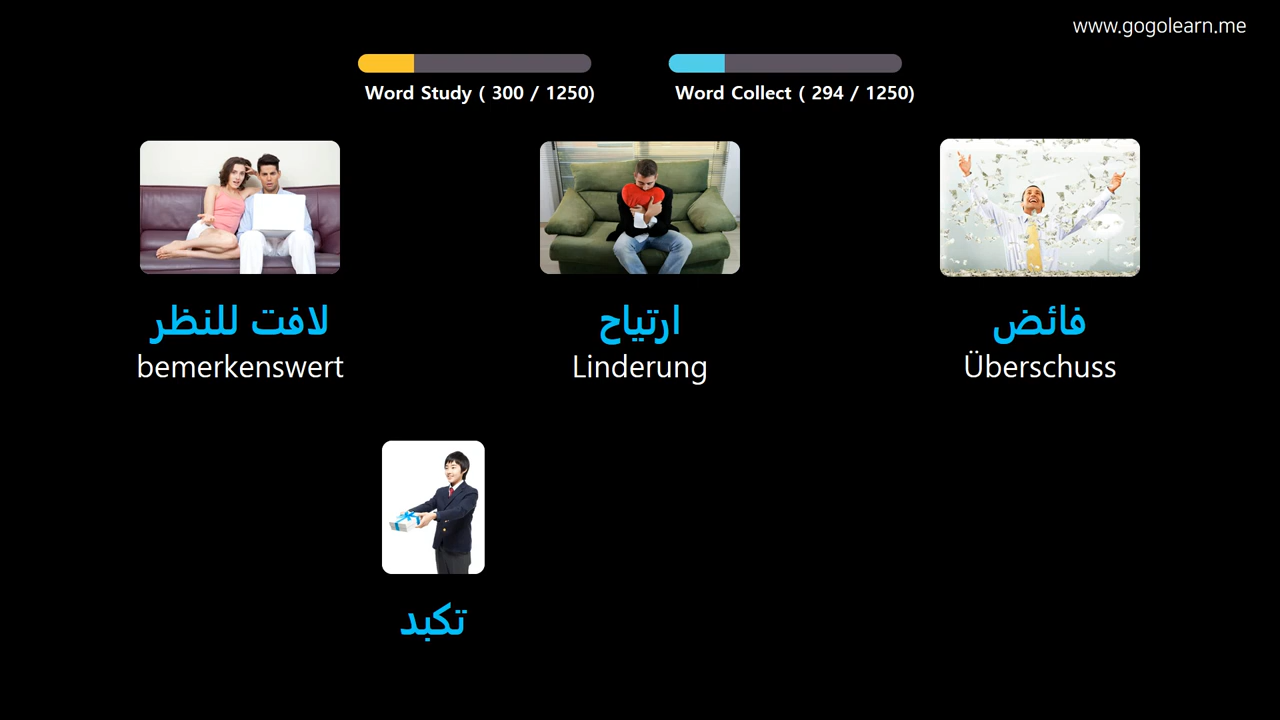 www.gogolearn.me
Word Study ( 300 / 1250)
Word Collect ( 294 / 1250)
لافت للنظر
bemerkenswert
ارتياح
Linderung
فائض
Überschuss
تكبد